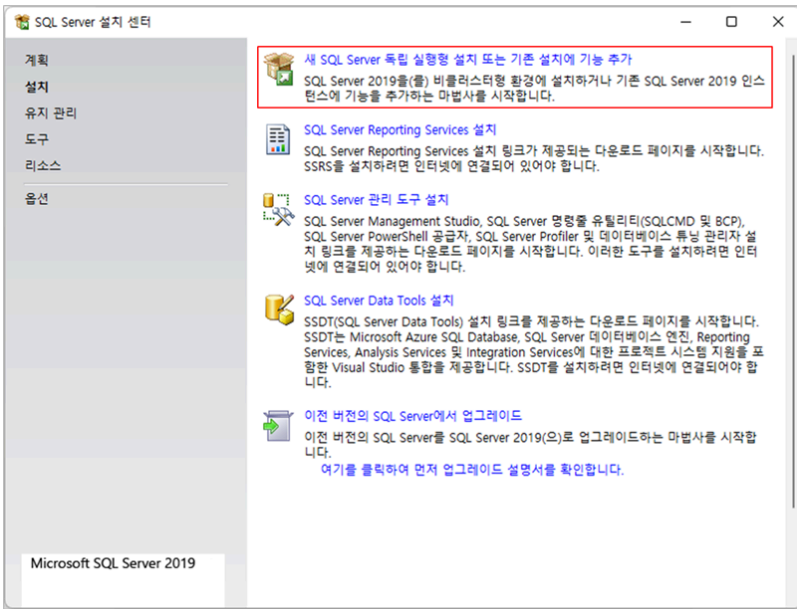 SQL Server 설치 센터
계획
설치
유지 관리
도구
리소스
옵션
Microsoft SQL Server 2019
새 SQL Server 독립 실행형 설치 또는 기존 설치에 기능 추가
SQL Server 2019을(를) 비클러스터형 환경에 설치하거나 기존 SQL Server 2019 인스
턴스에 기능을 추가하는 마법사를 시작합니다.
SQL Server Reporting Services 설치
SQL Server Reporting Services 설치 링크가 제공되는 다운로드 페이지를 시작합니다.
SSRS를 설치하려면 인터넷에 연결되어 있어야 합니다.
SQL Server 관리 도구 설치
SQL Server Management Studio, SQL Server 명령줄 유틸리티(SQLCMD 및 BCP),
SQL Server PowerShell 공급자, SQL Server Profiler 및 데이터베이스 튜닝 관리자 설
치 링크를 제공하는 다운로드 페이지를 시작합니다. 이러한 도구를 설치하려면 인터
넷에 연결되어 있어야 합니다.
SQL Server Data Tools 설치
SSDT(SQL Server Data Tools) 설치 링크를 제공하는 다운로드 페이지를 시작합니다.
SSDT는 Microsoft Azure SQL Database, SQL Server 데이터베이스 엔진, Reporting
Services, Analysis Services 및 Integration Services에 대한 프로젝트 시스템 지원을 포
함한 Visual Studio 통합을 제공합니다. SSDT를 설치하려면 인터넷에 연결되어야 합
니다.
이전 버전의 SQL Server에서 업그레이드
이전 버전의 SQL Server를 SQL Server 2019(으)로 업그레이드하는 마법사를 시작합
니다.
여기를 클릭하여 먼저 업그레이드 설명서를 확인합니다.